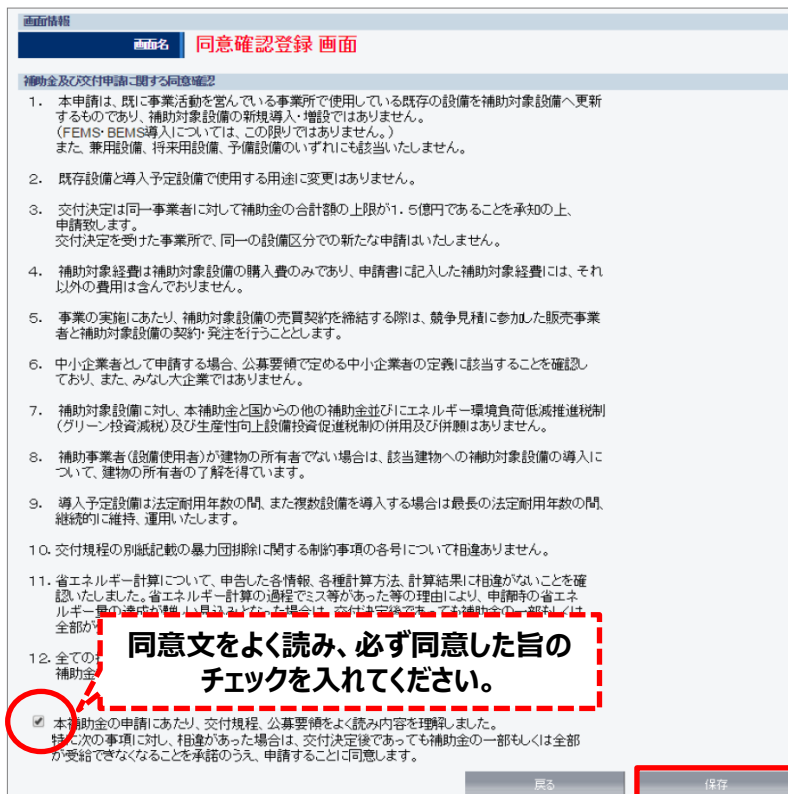 画面情報
画面名 同意確認登録 画面
補助金及び交付申請に関する同意確認
1. 本申請は、既に事業活動を営んでいる事業所で使用している既存の設備を補助対象設備へ更新
するものであり、補助対象設備の新規導入・増設ではありません。
(FEMS・BEMS導入については、この限りではありません。)
また、兼用設備、将来用設備、予備設備のいずれにも該当いたしません。
2. 既存設備と導入予定設備で使用する用途に変更はありません。
3. 交付決定は同一事業者に対して補助金の合計額の上限が1.5億円であることを承知の上、
申請致します。
交付決定を受けた事業所で、同一の設備区分での新たな申請はいたしません。
4. 補助対象経費は補助対象設備の購入費のみであり、申請書に記入した補助対象経費には、それ
以外の費用は含んでおりません。
5. 事業の実施にあたり、補助対象設備の売買契約を締結する際は、競争見積に参加した販売事業
者と補助対象設備の契約・発注を行うこととします。
6. 中小企業者として申請する場合、公募要領で定める中小企業者の定義に該当することを確認し
ており、また、みなし大企業ではありません。
7. 補助対象設備に対し、本補助金と国からの他の補助金並びにエネルギー環境負荷低減推進税制
(グリーン投資減税)及び生産性向上設備投資促進税制の併用及び併願はありません。
8. 補助事業者(設備使用者)が建物の所有者でない場合は、該当建物への補助対象設備の導入に
ついて、建物の所有者の了解を得ています。
9. 導入予定設備は法定耐用年数の間、また複数設備を導入する場合は最長の法定耐用年数の間、
継続的に維持、運用いたします。
10. 交付規程の別紙記載の暴力団排除に関する制約事項の各号について相違ありません。
11. 省エネルギー計算について、申告した各情報、各種計算方法、計算結果に相違がないことを確
認いたしました。省エネルギー計算の過程でミス等があった等の理由により、申請時の省エネ
ルギー量の達成が難しい見込みとなった場合は、交付決定後であっても補助金の一部もしくは
全部が
12. 全ての
補助金
同意文をよく読み、必ず同意した旨の
チェックを入れてください。
本補助金の申請にあたり、交付規程、公募要領をよく読み内容を理解しました。
特に次の事項に対し、相違があった場合は、交付決定後であっても補助金の一部もしくは全部
が受給できなくなることを承諾のうえ、申請することに同意します。
戻る 保存